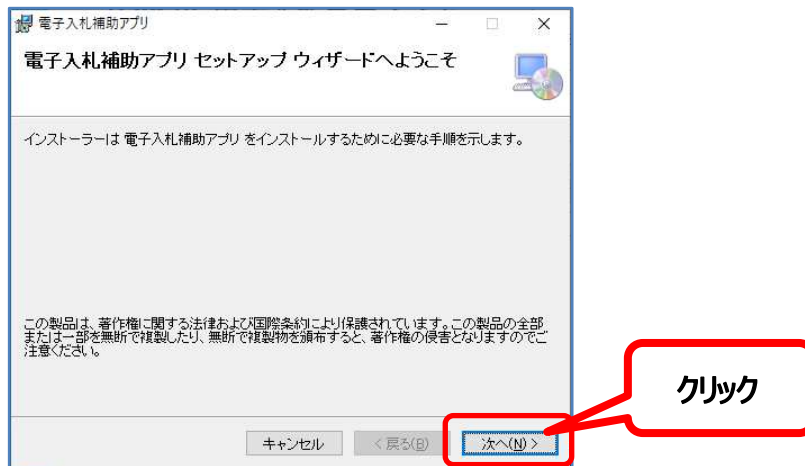 電子入札補助アプリ
電子入札補助アプリ セットアップ ウィザードへようこそ
インストーラーは 電子入札補助アプリ をインストールするために必要な手順を示します。
この製品は、著作権に関する法律および国際条約により保護されています。この製品の全部
または一部を無断で複製したり、無断で複製物を頒布すると、著作権の侵害となりますのでご
注意ください。
クリック
キャンセル < 戻る(B) 次へ(N) >